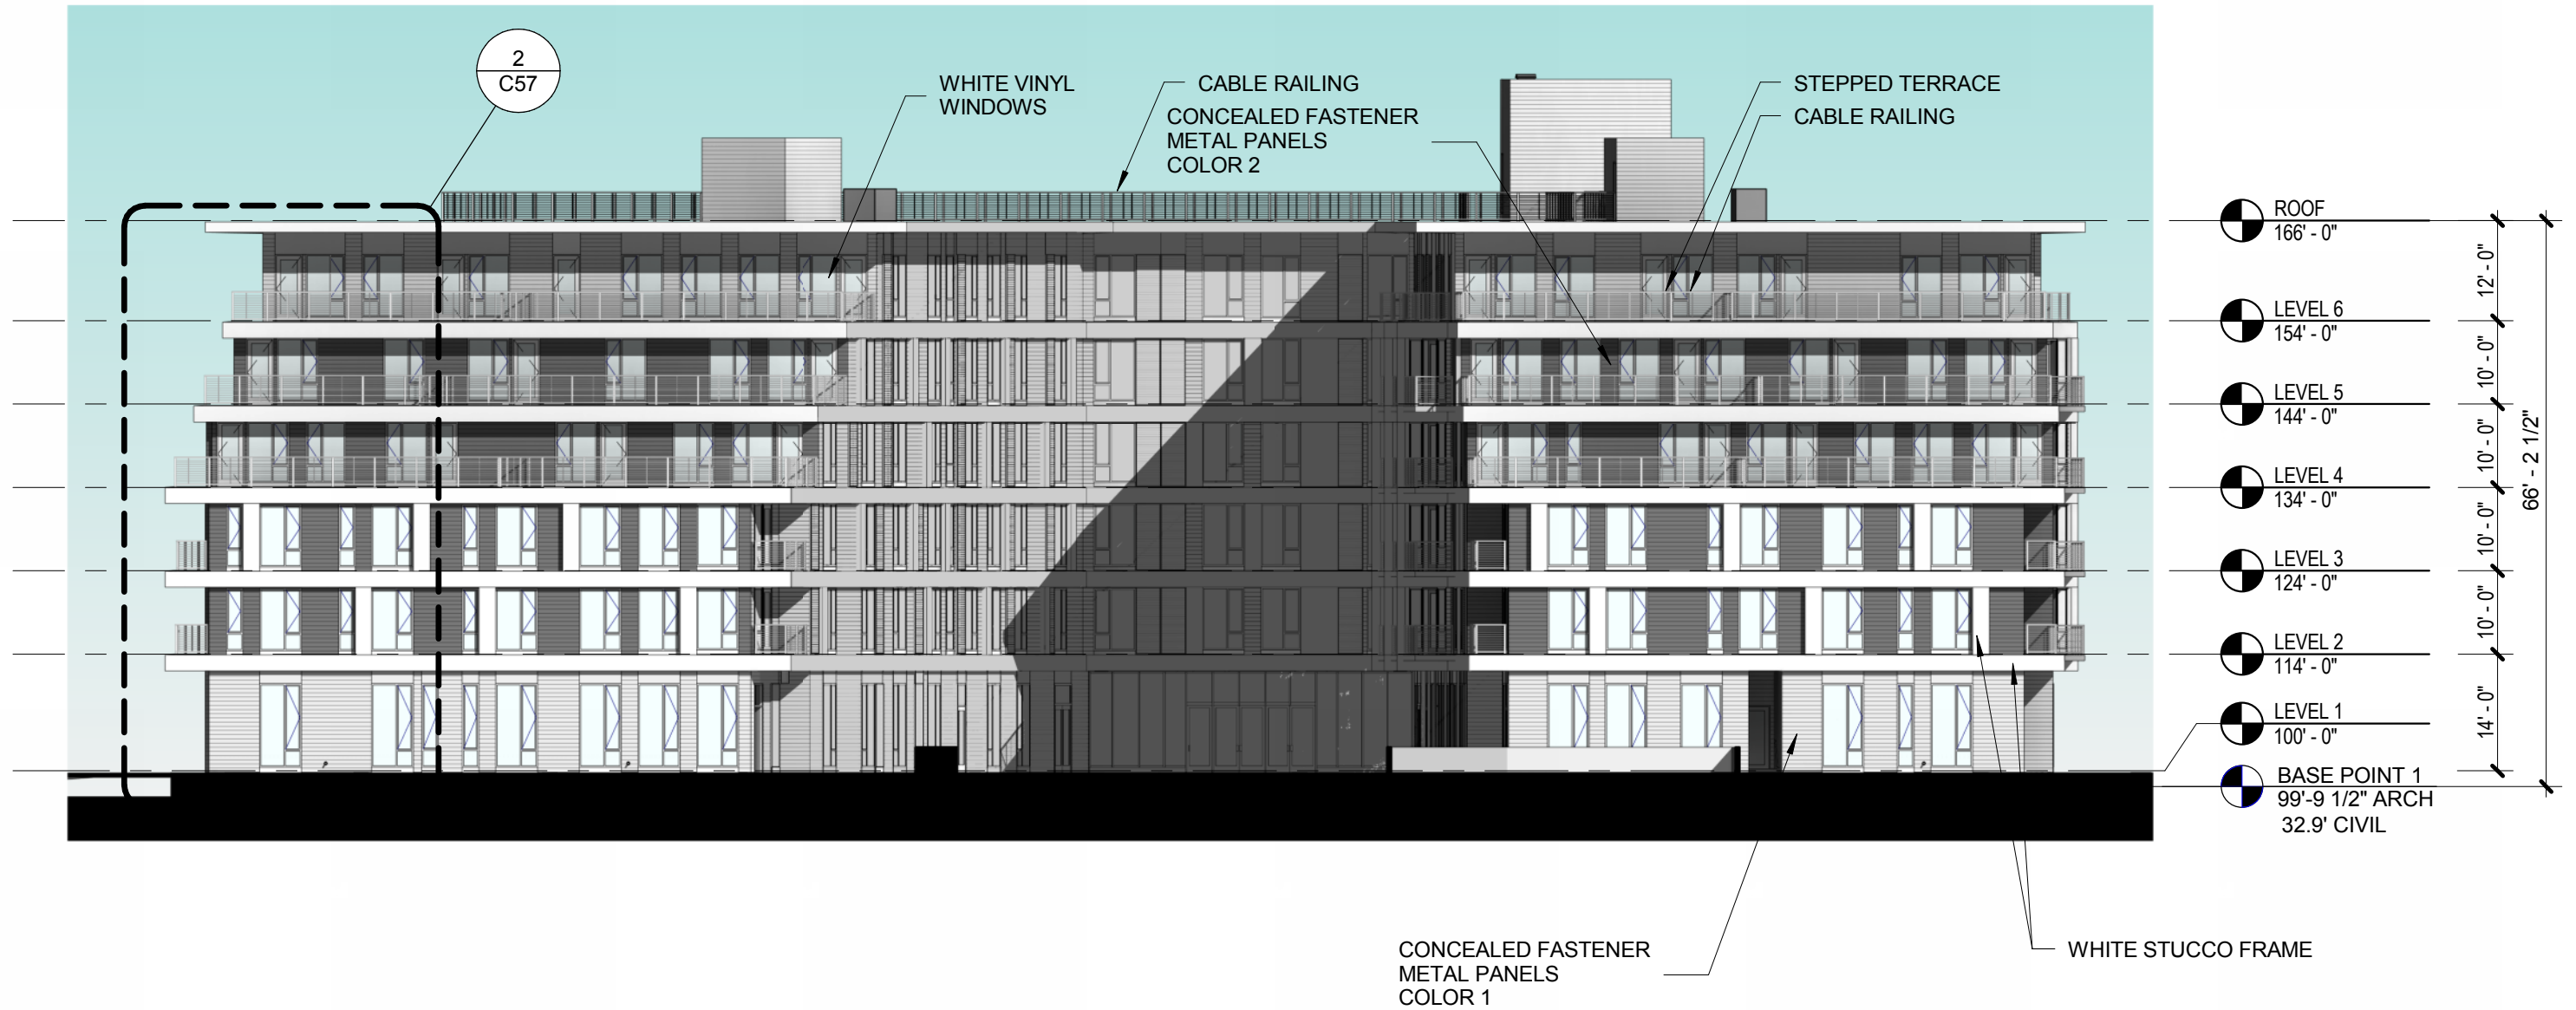 2
C57
WHITE VINYL
WINDOWS
CABLE RAILING
CONCEALED FASTENER
METAL PANELS
COLOR 2
STEPPED TERRACE
CABLE RAILING
ROOF
166' - 0"
12' - 0"
LEVEL 6
154' - 0"
10' - 0"
LEVEL 5
144' - 0"
10' - 0"
66' - 2 1/2"
LEVEL 4
134' - 0"
10' - 0"
LEVEL 3
124' - 0"
10' - 0"
LEVEL 2
114' - 0"
14' - 0"
LEVEL 1
100' - 0"
BASE POINT 1
99'-9 1/2" ARCH
32.9' CIVIL
CONCEALED FASTENER
METAL PANELS
COLOR 1
WHITE STUCCO FRAME